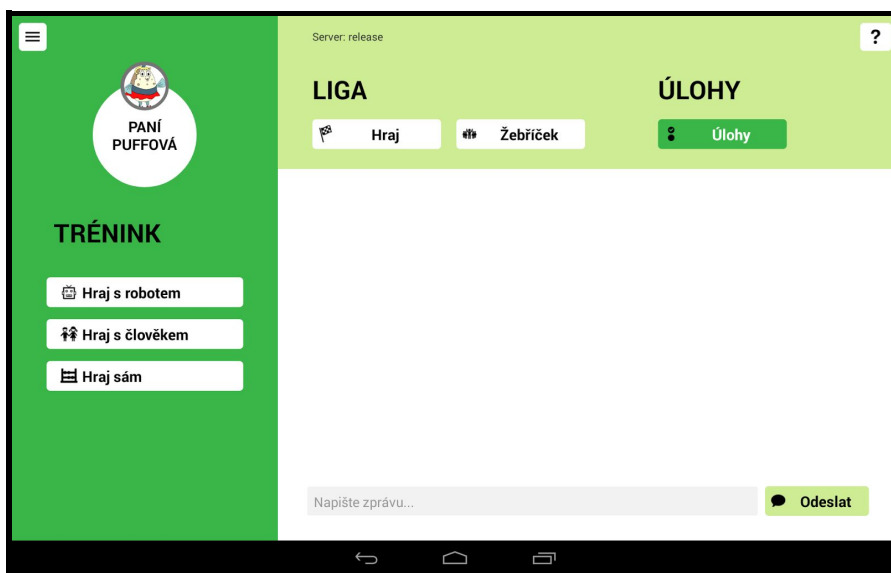 Server: release
?
PANÍ
PUFFOVÁ
LIGA
ÚLOHY
Hraj
Žebříček
Úlohy
TRÉNINK
Hraj s robotem
Hraj s člověkem
Hraj sám
Napište zprávu...
Odeslat